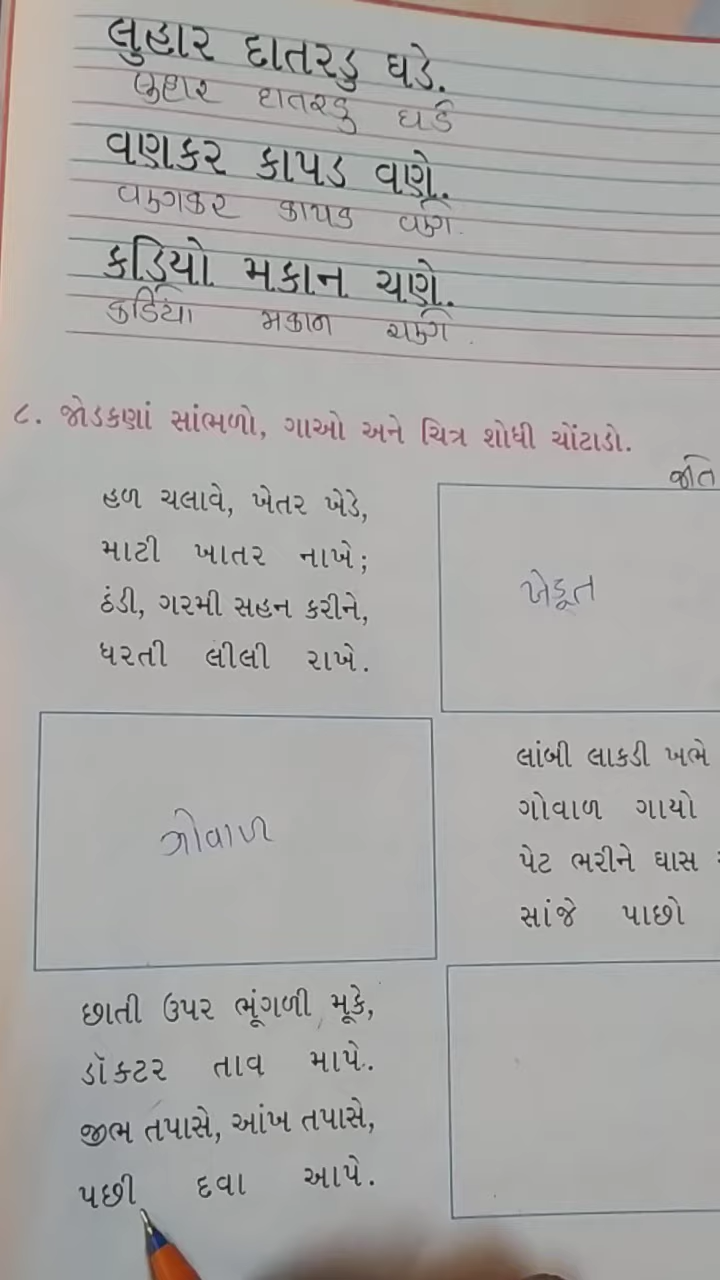 લુહાર દાતરડુ ઘડે.
લુહાર દાતરડુ ઘડે
વણકર કાપડ વણે.
વણકર કાપડ વણે.
કડિયો મકાન ચણે.
કડિયો મકાન ચણે.
૮. જોડકણાં સાંભળો, ગાઓ અને ચિત્ર શોધી ચોંટાડો.
હળ ચલાવે, ખેતર ખેડે,
માટી ખાતર નાખે;
ઠંડી, ગરમી સહન કરીને,
ધરતી લીલી રાખે.
ખેડૂત
ગોવાળ
લાંબી લાકડી ખભે
ગોવાળ ગાયો
પેટ ભરીને ઘાસ
સાંજે પાછો
છાતી ઉપર ભૂંગળી મૂકે,
ડૉક્ટર તાવ માપે.
જીભ તપાસે, આંખ તપાસે,
પછી દવા આપે.